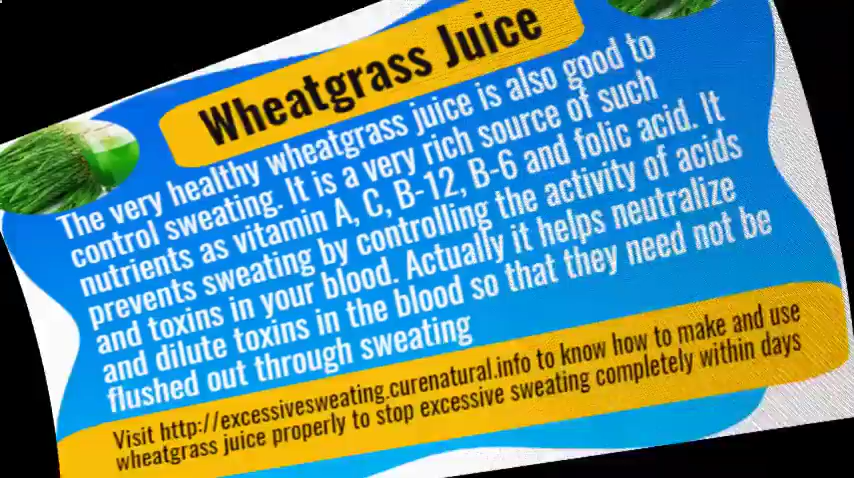 Wheatgrass Juice
The very healthy wheatgrass juice is also good to
control sweating. It is a very rich source of such
nutrients as vitamin A, C, B-12, B-6 and folic acid. It
prevents sweating by controlling the activity of acids
and toxins in your blood. Actually it helps neutralize
and dilute toxins in the blood so that they need not be
flushed out through sweating
Visit http://excessivesweating.curenatural.info to know how to make and use
wheatgrass juice properly to stop excessive sweating completely within days